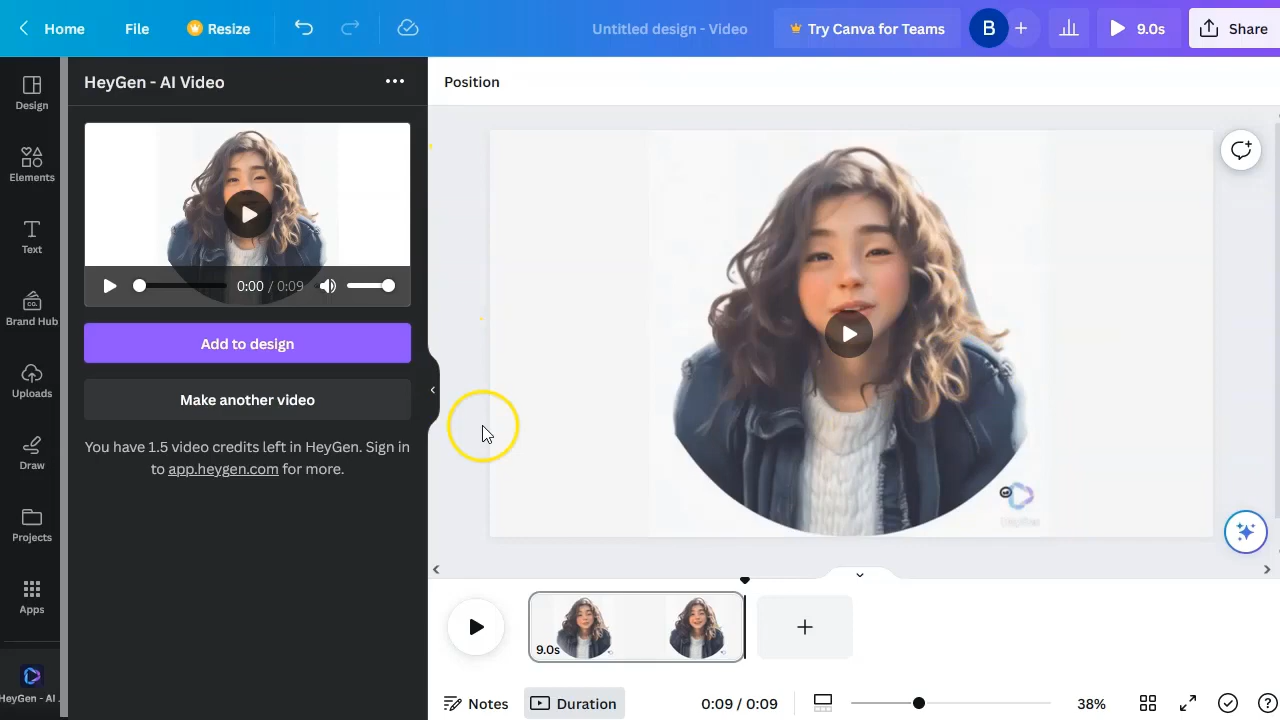 Home File Resize Untitled design - Video Try Canva for Teams B 9.0s Share
HeyGen - AI Video
Position
Design
Elements
Text
Brand Hub
Uploads
Draw
Projects
Apps
HeyGen - AI ..
0:00 / 0:09
Add to design
Make another video
You have 1.5 video credits left in HeyGen. Sign in
to app.heygen.com for more.
HeyGen
9.0s
Notes Duration 0:09 / 0:09 38%